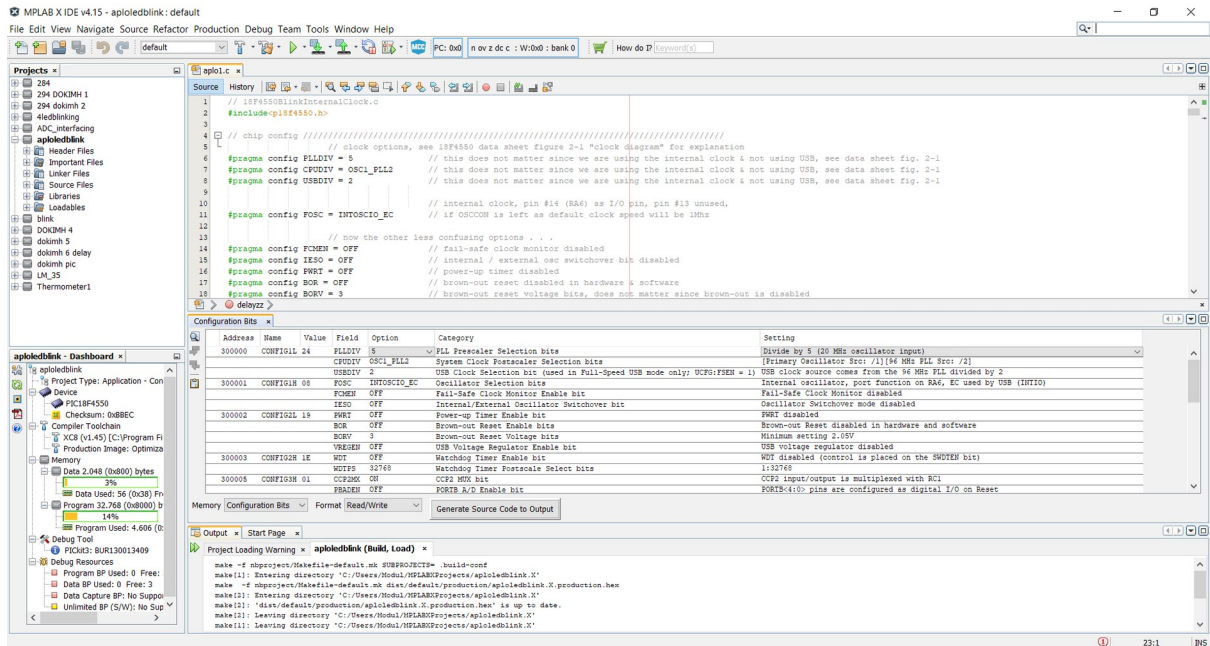 MPLAB X IDE v4.15 - aploledblink : default
File Edit View Navigate Source Refactor Production Debug Team Tools Window Help
default
PC: 0x0
n ov z dc c : W:0x0 : bank 0
How do I? Keyword(s)
Projects
284
294 DOKIMH 1
294 dokimh 2
4ledblinking
ADC_interfacing
aploledblink
Header Files
Important Files
Linker Files
Source Files
Libraries
Loadables
blink
DOKIMH 4
dokimh 5
dokimh 6 delay
dokimh pic
LM_35
Thermometer1
aplo1.c
Source History
1 // 18F4550BlinkInternalClock.c
2 #include<p18f4550.h>
3
4 // chip config ////////////////////////////////////////////////////////////////////////////////////
5 // clock options, see 18F4550 data sheet figure 2-1 "clock diagram" for explanation
6 #pragma config PLLDIV = 5 // this does not matter since we are using the internal clock & not using USB, see data sheet fig. 2-1
7 #pragma config CPUDIV = OSC1_PLL2 // this does not matter since we are using the internal clock & not using USB, see data sheet fig. 2-1
8 #pragma config USBDIV = 2 // this does not matter since we are using the internal clock & not using USB, see data sheet fig. 2-1
9
10 // internal clock, pin #14 (RA6) as I/O pin, pin #13 unused,
11 #pragma config FOSC = INTOSCIO_EC // if OSCCON is left as default clock speed will be 1Mhz
12
13 // now the other less confusing options . . .
14 #pragma config FCMEN = OFF // fail-safe clock monitor disabled
15 #pragma config IESO = OFF // internal / external osc switchover bit disabled
16 #pragma config PWRT = OFF // power-up timer disabled
17 #pragma config BOR = OFF // brown-out reset disabled in hardware & software
18 #pragma config BORV = 3 // brown-out reset voltage bits, does not matter since brown-out is disabled
delayzz
Configuration Bits
Address Name Value Field Option Category Setting
300000 CONFIG1L 24 PLLDIV 5 PLL Prescaler Selection bits Divide by 5 (20 MHz oscillator input)
CPUDIV OSC1_PLL2 System Clock Postscaler Selection bits [Primary Oscillator Src: /1][96 MHz PLL Src: /2]
USBDIV 2 USB Clock Selection bit (used in Full-Speed USB mode only; UCFG:FSEN = 1) USB clock source comes from the 96 MHz PLL divided by 2
300001 CONFIG1H 08 FOSC INTOSCIO_EC Oscillator Selection bits Internal oscillator, port function on RA6, EC used by USB (INTIO)
FCMEN OFF Fail-Safe Clock Monitor Enable bit Fail-Safe Clock Monitor disabled
IESO OFF Internal/External Oscillator Switchover bit Oscillator Switchover mode disabled
300002 CONFIG2L 19 PWRT OFF Power-up Timer Enable bit PWRT disabled
BOR OFF Brown-out Reset Enable bits Brown-out Reset disabled in hardware and software
BORV 3 Brown-out Reset Voltage bits Minimum setting 2.05V
VREGEN OFF USB Voltage Regulator Enable bit USB voltage regulator disabled
300003 CONFIG2H 1E WDT OFF Watchdog Timer Enable bit WDT disabled (control is placed on the SWDTEN bit)
WDTPS 32768 Watchdog Timer Postscale Select bits 1:32768
300005 CONFIG3H 01 CCP2MX ON CCP2 MUX bit CCP2 input/output is multiplexed with RC1
PBADEN OFF PORTB A/D Enable bit PORTB<4:0> pins are configured as digital I/O on Reset
Memory Configuration Bits Format Read/Write Generate Source Code to Output
aploledblink - Dashboard
aploledblink
Project Type: Application - Con
Device
PIC18F4550
Checksum: 0xBBEC
Compiler Toolchain
XC8 (v1.45) [C:\Program Fi
Production Image: Optimiza
Memory
Data 2.048 (0x800) bytes
3%
Data Used: 56 (0x38) Fr
Program 32.768 (0x8000) b
14%
Program Used: 4.606 (0
Debug Tool
PICkit3: BUR130013409
Debug Resources
Program BP Used: 0 Free:
Data BP Used: 0 Free: 3
Data Capture BP: No Suppo
Unlimited BP (S/W): No Sup
Output Start Page
Project Loading Warning aploledblink (Build, Load)
make -f nbproject/Makefile-default.mk SUBPROJECTS= .build-conf
make[1]: Entering directory 'C:/Users/Modul/MPLABXProjects/aploledblink.X'
make -f nbproject/Makefile-default.mk dist/default/production/aploledblink.X.production.hex
make[2]: Entering directory 'C:/Users/Modul/MPLABXProjects/aploledblink.X'
make[2]: 'dist/default/production/aploledblink.X.production.hex' is up to date.
make[2]: Leaving directory 'C:/Users/Modul/MPLABXProjects/aploledblink.X'
make[1]: Leaving directory 'C:/Users/Modul/MPLABXProjects/aploledblink.X'
23:1 INS